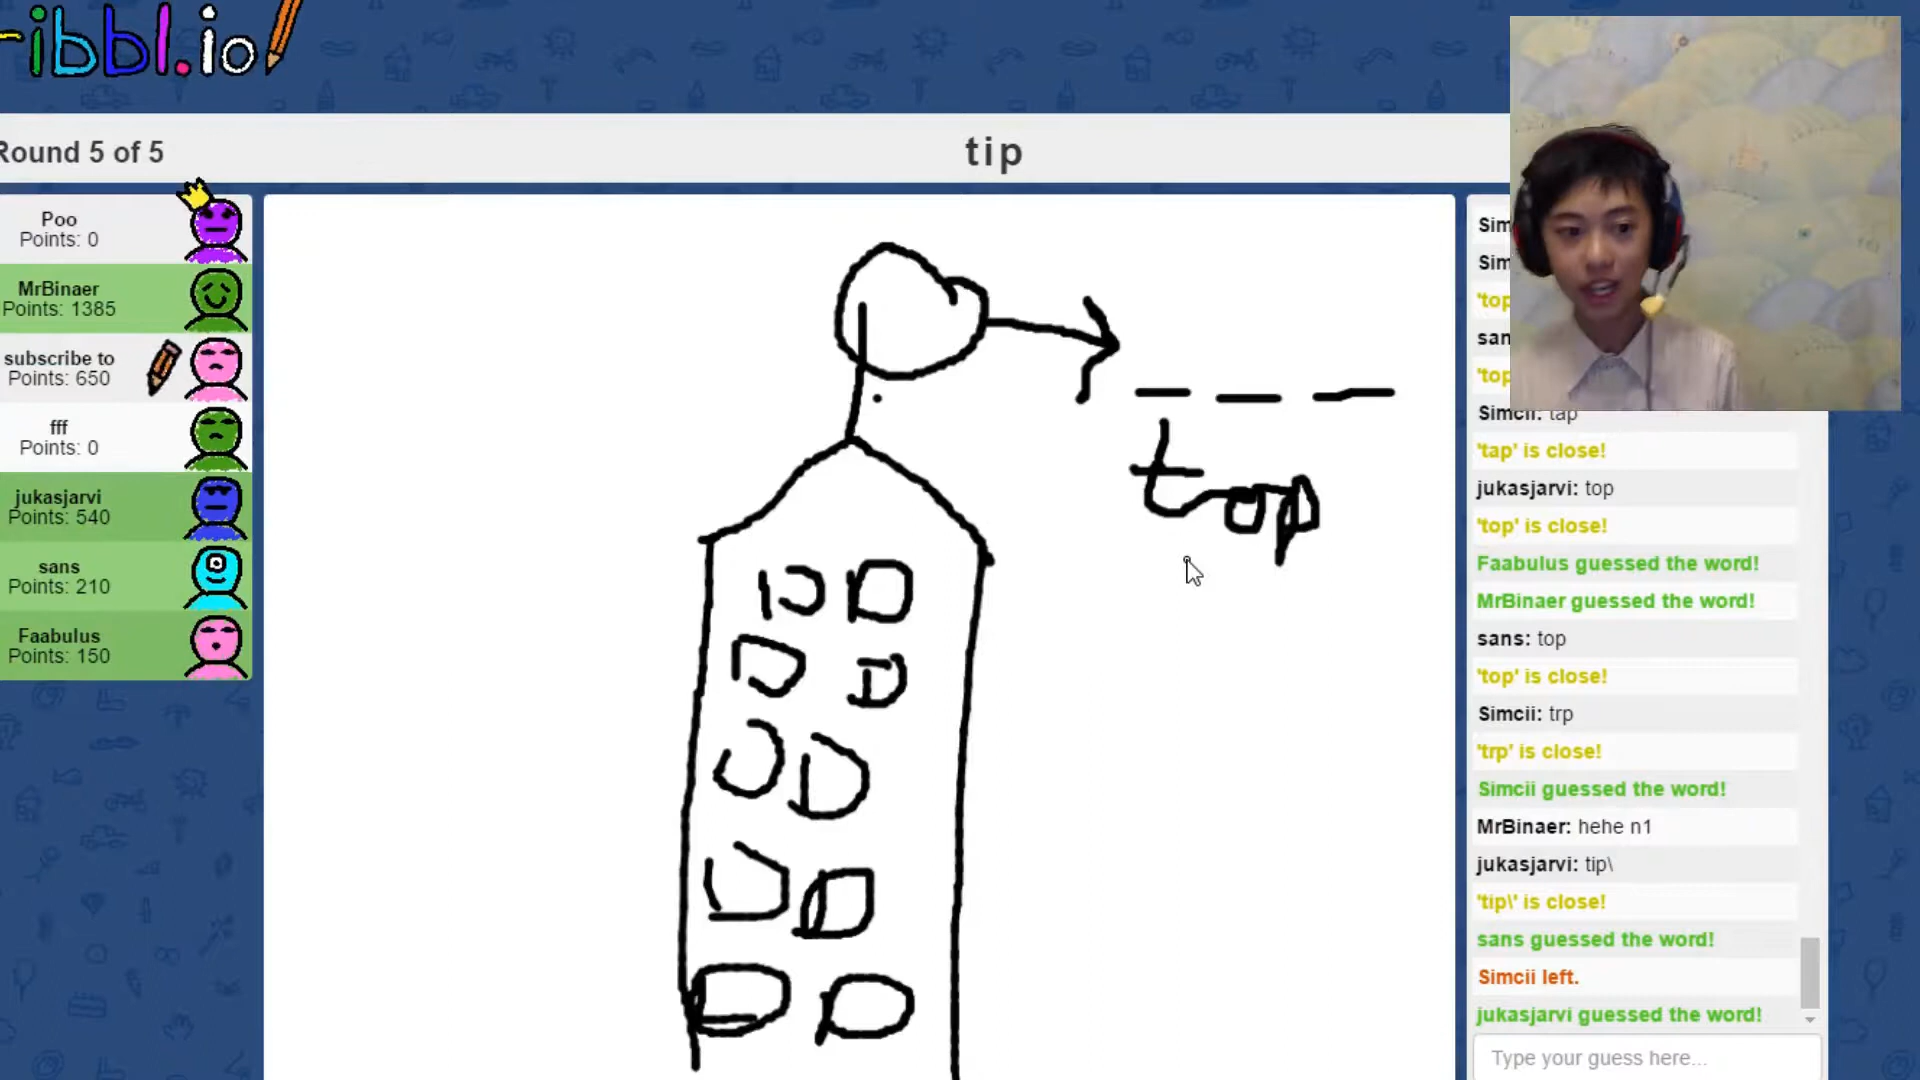 ribbl.io
Round 5 of 5
tip
Poo
Points: 0
MrBinaer
Points: 1385
subscribe to
Points: 650
fff
Points: 0
jukasjarvi
Points: 540
sans
Points: 210
Faabulus
Points: 150
top
Simcii: tap
'tap' is close!
jukasjarvi: top
'top' is close!
Faabulus guessed the word!
MrBinaer guessed the word!
sans: top
'top' is close!
Simcii: trp
'trp' is close!
Simcii guessed the word!
MrBinaer: hehe n1
jukasjarvi: tip\
'tip\' is close!
sans guessed the word!
Simcii left.
jukasjarvi guessed the word!
Type your guess here...